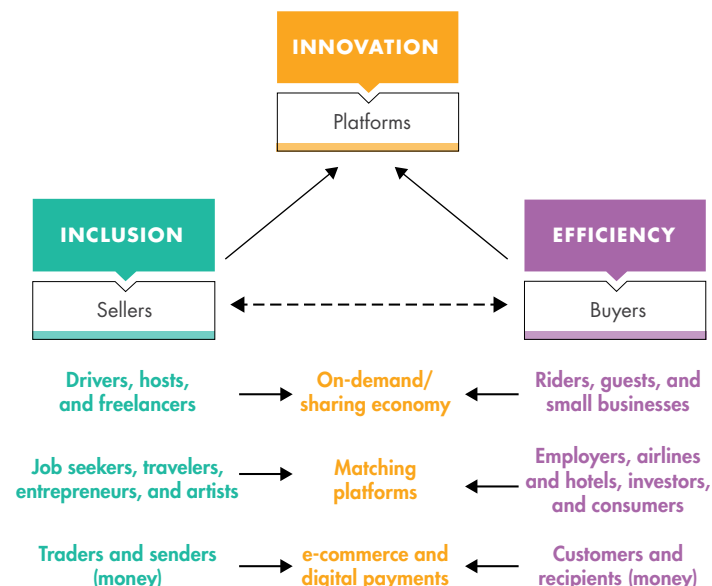 INNOVATION
Platforms
INCLUSION
EFFICIENCY
Sellers
Buyers
Drivers, hosts,
and freelancers
On-demand/
sharing economy
Riders, guests, and
small businesses
Job seekers, travelers,
entrepreneurs, and artists
Matching
platforms
Employers, airlines
and hotels, investors,
and consumers
Traders and senders
(money)
e-commerce and
digital payments
Customers and
recipients (money)